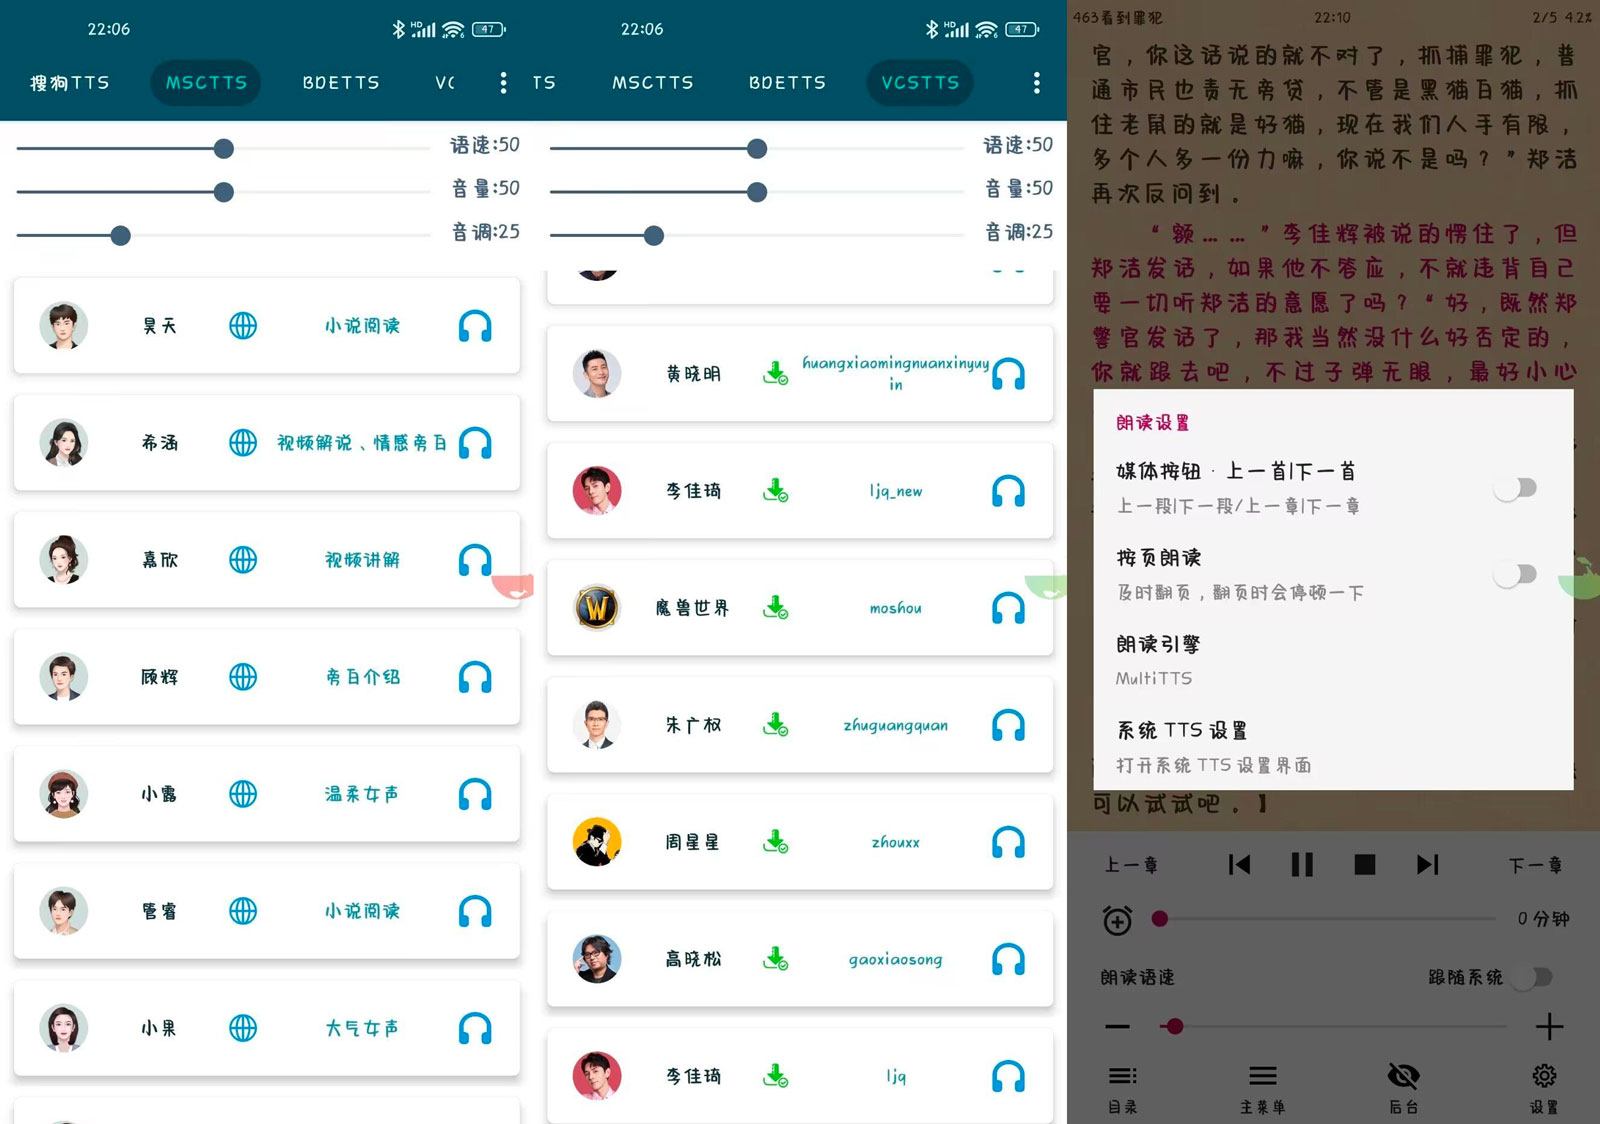 22:06
HD
6
47
搜狗TTS
MSCTTS
BDETTS
VC
语速:50
音量:50
音调:25
昊天
小说阅读
希涵
视频解说、情感旁白
嘉欣
视频讲解
顾辉
旁白介绍
小露
温柔女声
管睿
小说阅读
小果
大气女声
22:06
HD
6
47
TS
MSCTTS
BDETTS
VCSTTS
语速:50
音量:50
音调:25
黄晓明
huangxiaomingnuanxinyuy
in
李佳琦
ljq_new
W
魔兽世界
moshou
朱广权
zhuguangquan
周星星
zhouxx
高晓松
gaoxiaosong
李佳琦
ljq
463看到罪犯
22:10
2/5 4.2%
官，你这话说的就不对了，抓捕罪犯，普
通市民也责无旁贷，不管是黑猫白猫，抓
住老鼠的就是好猫，现在我们人手有限，
多个人多一份力嘛，你说不是吗？”郑洁
再次反问到。
“额……”李佳辉被说的愣住了，但
郑洁发话，如果他不答应，不就违背自己
要一切听郑洁的意愿了吗？“好，既然郑
警官发话了，那我当然没什么好否定的，
你就跟去吧，不过子弹无眼，最好小心
朗读设置
媒体按钮·上一首|下一首
上一段|下一段/上一章|下一章
按页朗读
及时翻页，翻页时会停顿一下
朗读引擎
MultiTTS
系统 TTS 设置
打开系统 TTS 设置界面
可以试试吧。】
上一章
下一章
0 分钟
朗读语速
跟随系统
目录
主菜单
后台
设置